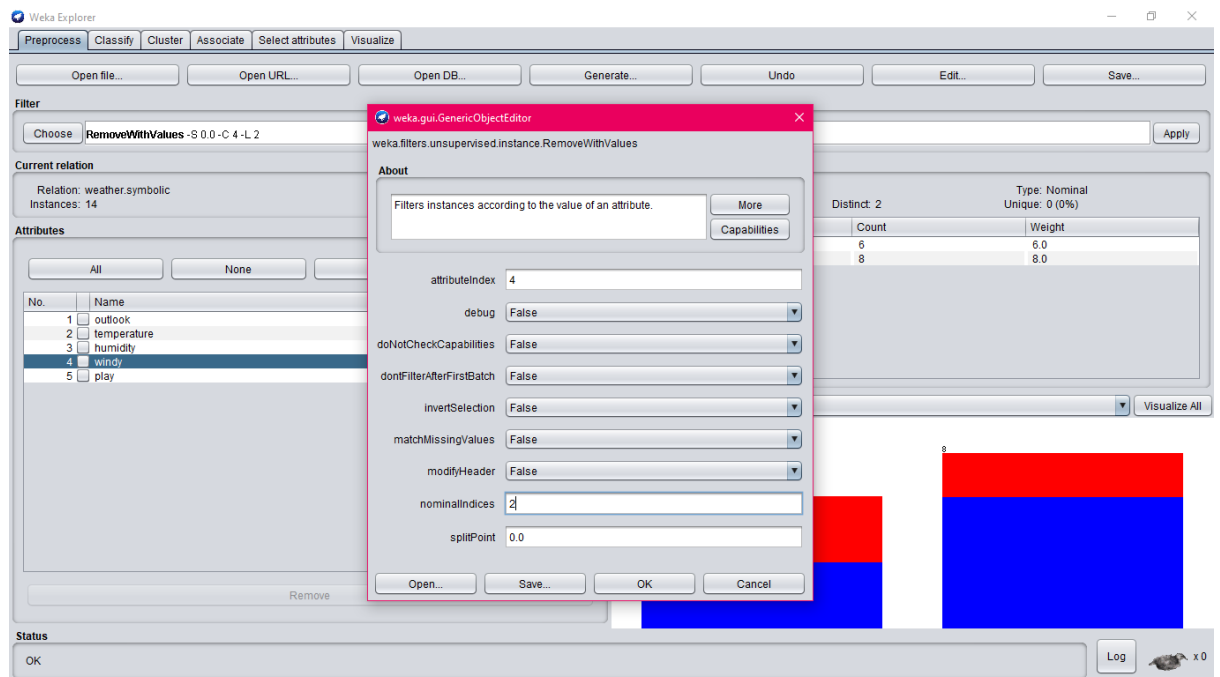 Weka Explorer
Preprocess Classify Cluster Associate Select attributes Visualize
Open file... Open URL... Open DB... Generate... Undo Edit... Save...
Filter
Choose RemoveWithValues -S 0.0 -C 4 -L 2 Apply
Current relation
Relation: weather.symbolic
Instances: 14
Attributes
All None
No. Name
1 outlook
2 temperature
3 humidity
4 windy
5 play
Remove
weka.gui.GenericObjectEditor
weka.filters.unsupervised.instance.RemoveWithValues
About
Filters instances according to the value of an attribute. More
Capabilities
attributeIndex 4
debug False
doNotCheckCapabilities False
dontFilterAfterFirstBatch False
invertSelection False
matchMissingValues False
modifyHeader False
nominalIndices 2
splitPoint 0.0
Open... Save... OK Cancel
Type: Nominal
Distinct: 2 Unique: 0 (0%)
Count Weight
6 6.0
8 8.0
Visualize All
8
Status
OK
Log x 0